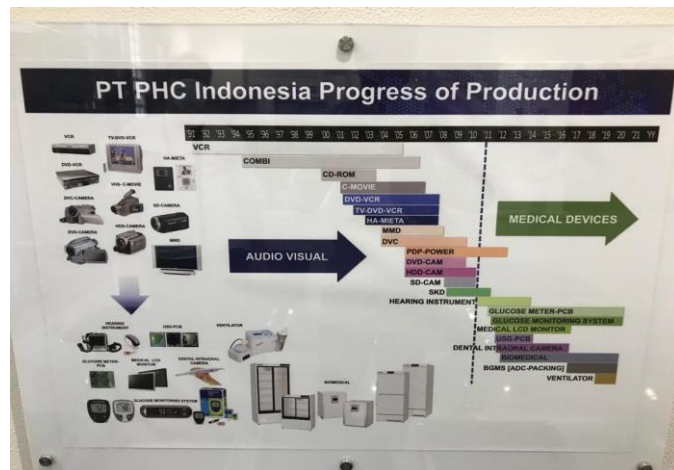 PT PHC Indonesia Progress of Production
'91 '92 '93 '94 '95 '96 '97 '98 '99 '00 '01 '02 '03 '04 '05 '06 '07 '08 '09 '10 '11 '12 '13 '14 '15 '16 '17 '18 '19 '20 '21 'YY
VCR
TV-DVD-VCR
HA-MIETA
DVD-VCR
VHS- C-MOVIE
DVC-CAMERA
SD-CAMERA
DVD-CAMERA
HDD-CAMERA
MMD
VCR
COMBI
CD-ROM
C-MOVIE
DVD-VCR
TV-DVD-VCR
HA-MIETA
MMD
DVC
PDP-POWER
DVD-CAM
HDD-CAM
SD-CAM
SKD
HEARING INSTRUMENT
AUDIO VISUAL
MEDICAL DEVICES
GLUCOSE METER-PCB
GLUCOSE MONITORING SYSTEM
MEDICAL LCD MONITOR
USG-PCB
DENTAL INTRAORAL CAMERA
BIOMEDICAL
BGMS [ADC-PACKING]
VENTILATOR
HEARING
INSTRUMENT
USG-PCB
VENTILATOR
GLUCOSE METER-
PCB
MEDICAL LCD
MONITOR
DENTAL INTRAORAL
CAMERA
GLUCOSE MONITORING SYSTEM
BIOMEDICAL